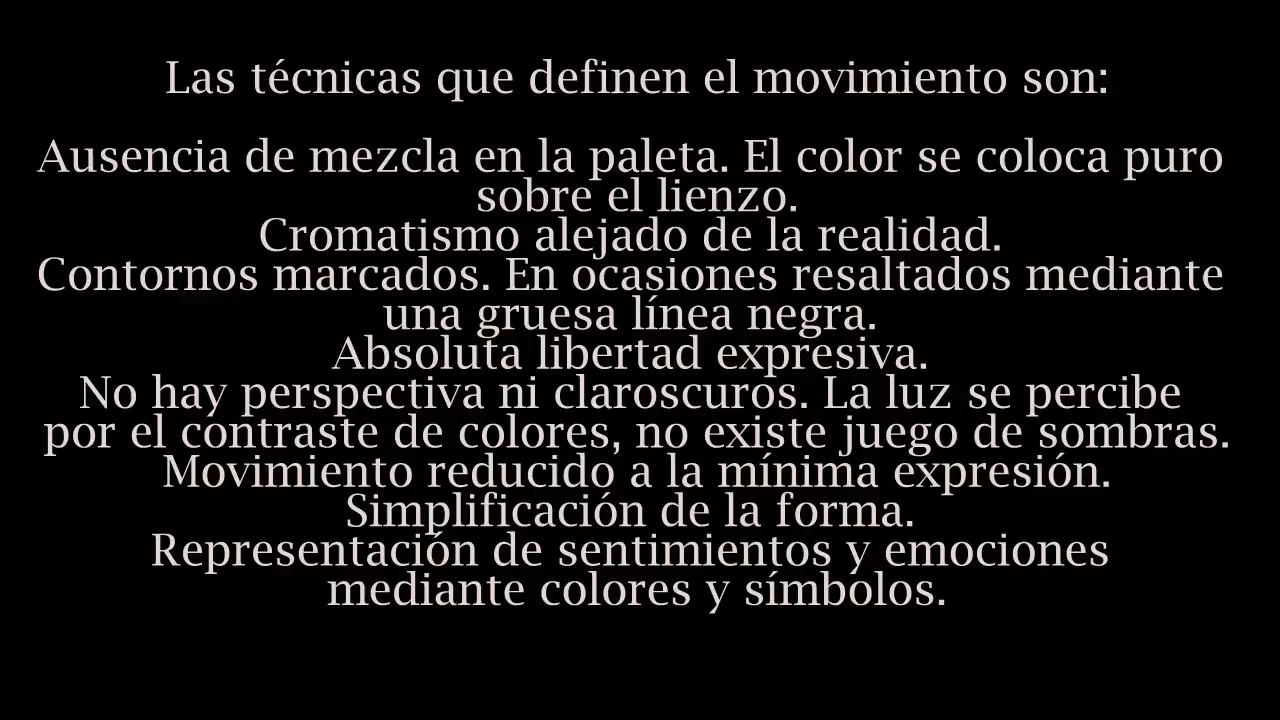 Las técnicas que definen el movimiento son:
Ausencia de mezcla en la paleta. El color se coloca puro
sobre el lienzo.
Cromatismo alejado de la realidad.
Contornos marcados. En ocasiones resaltados mediante
una gruesa línea negra.
Absoluta libertad expresiva.
No hay perspectiva ni claroscuros. La luz se percibe
por el contraste de colores, no existe juego de sombras.
Movimiento reducido a la mínima expresión.
Simplificación de la forma.
Representación de sentimientos y emociones
mediante colores y símbolos.